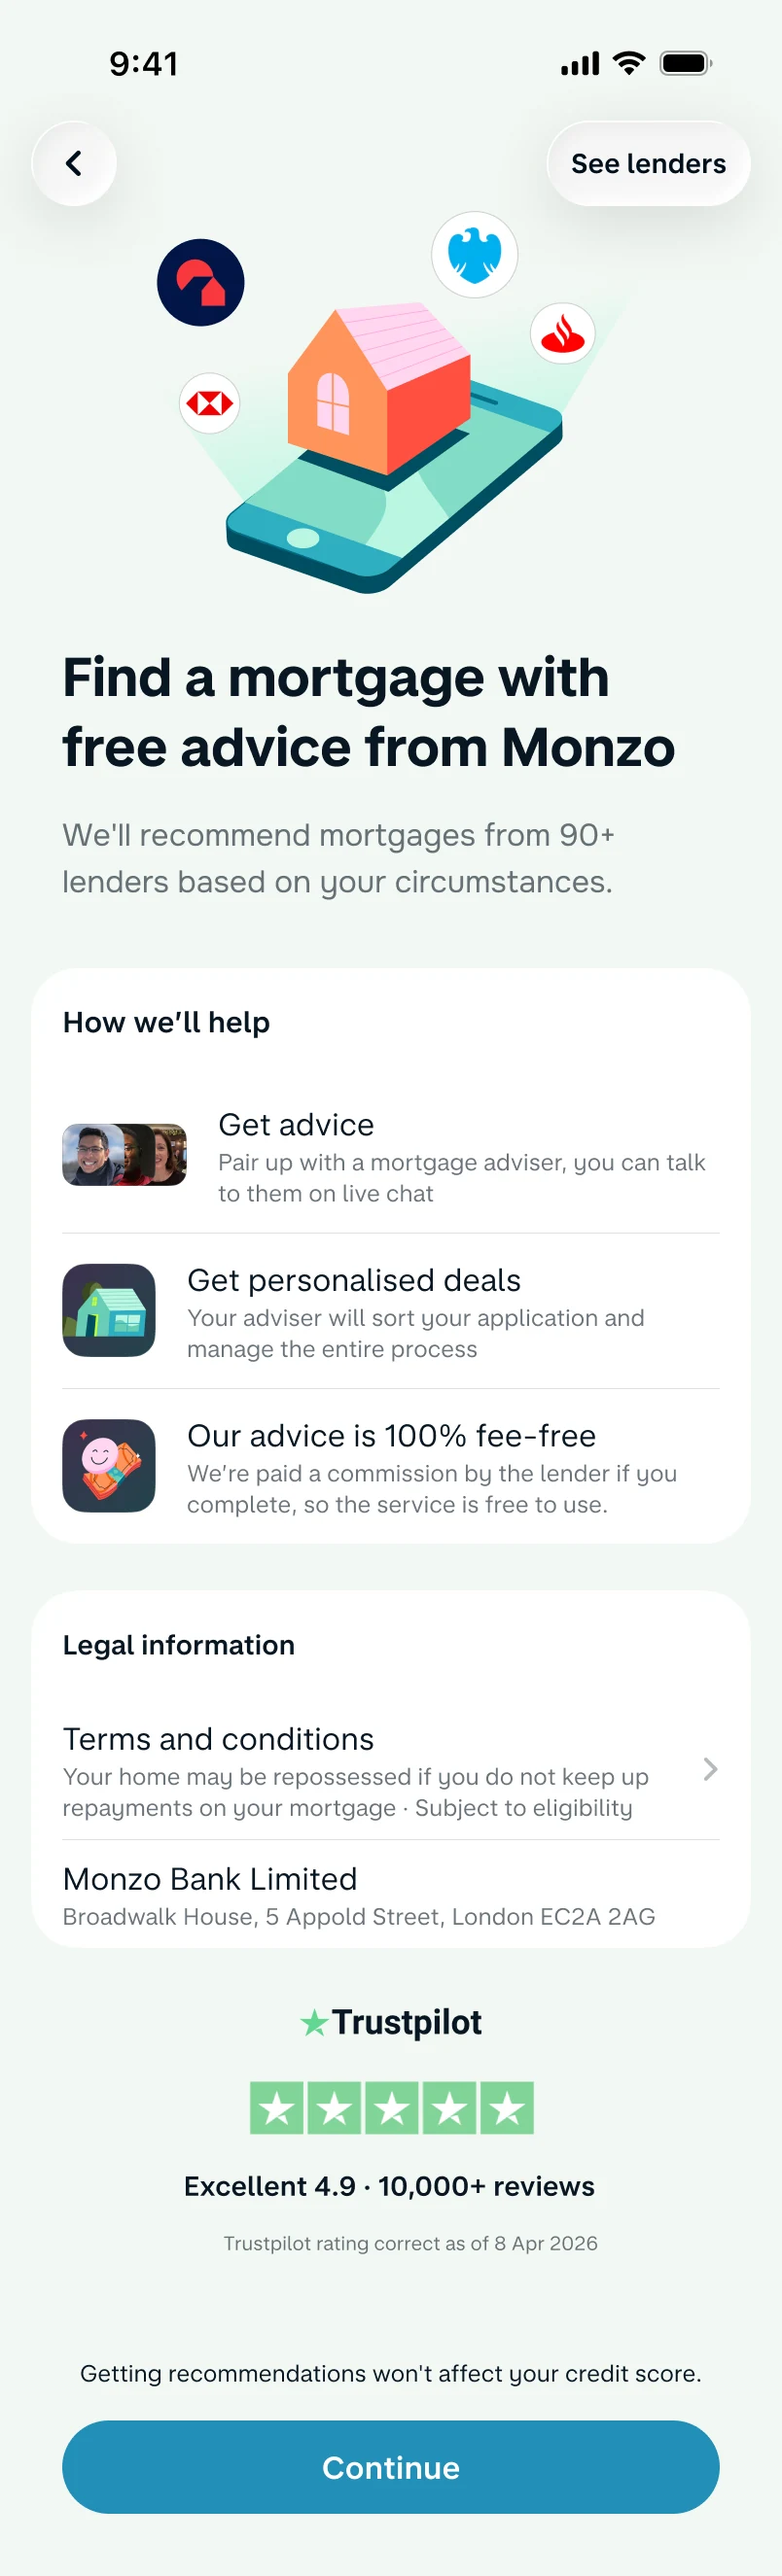 9:41
See lenders
Find a mortgage with
free advice from Monzo
We'll recommend mortgages from 90+
lenders based on your circumstances.
How we’ll help
Get advice
Pair up with a mortgage adviser, you can talk
to them on live chat
Get personalised deals
Your adviser will sort your application and
manage the entire process
Our advice is 100% fee-free
We’re paid a commission by the lender if you
complete, so the service is free to use.
Legal information
Terms and conditions
Your home may be repossessed if you do not keep up
repayments on your mortgage · Subject to eligibility
Monzo Bank Limited
Broadwalk House, 5 Appold Street, London EC2A 2AG
Trustpilot
Excellent 4.9 · 10,000+ reviews
Trustpilot rating correct as of 8 Apr 2026
Getting recommendations won't affect your credit score.
Continue